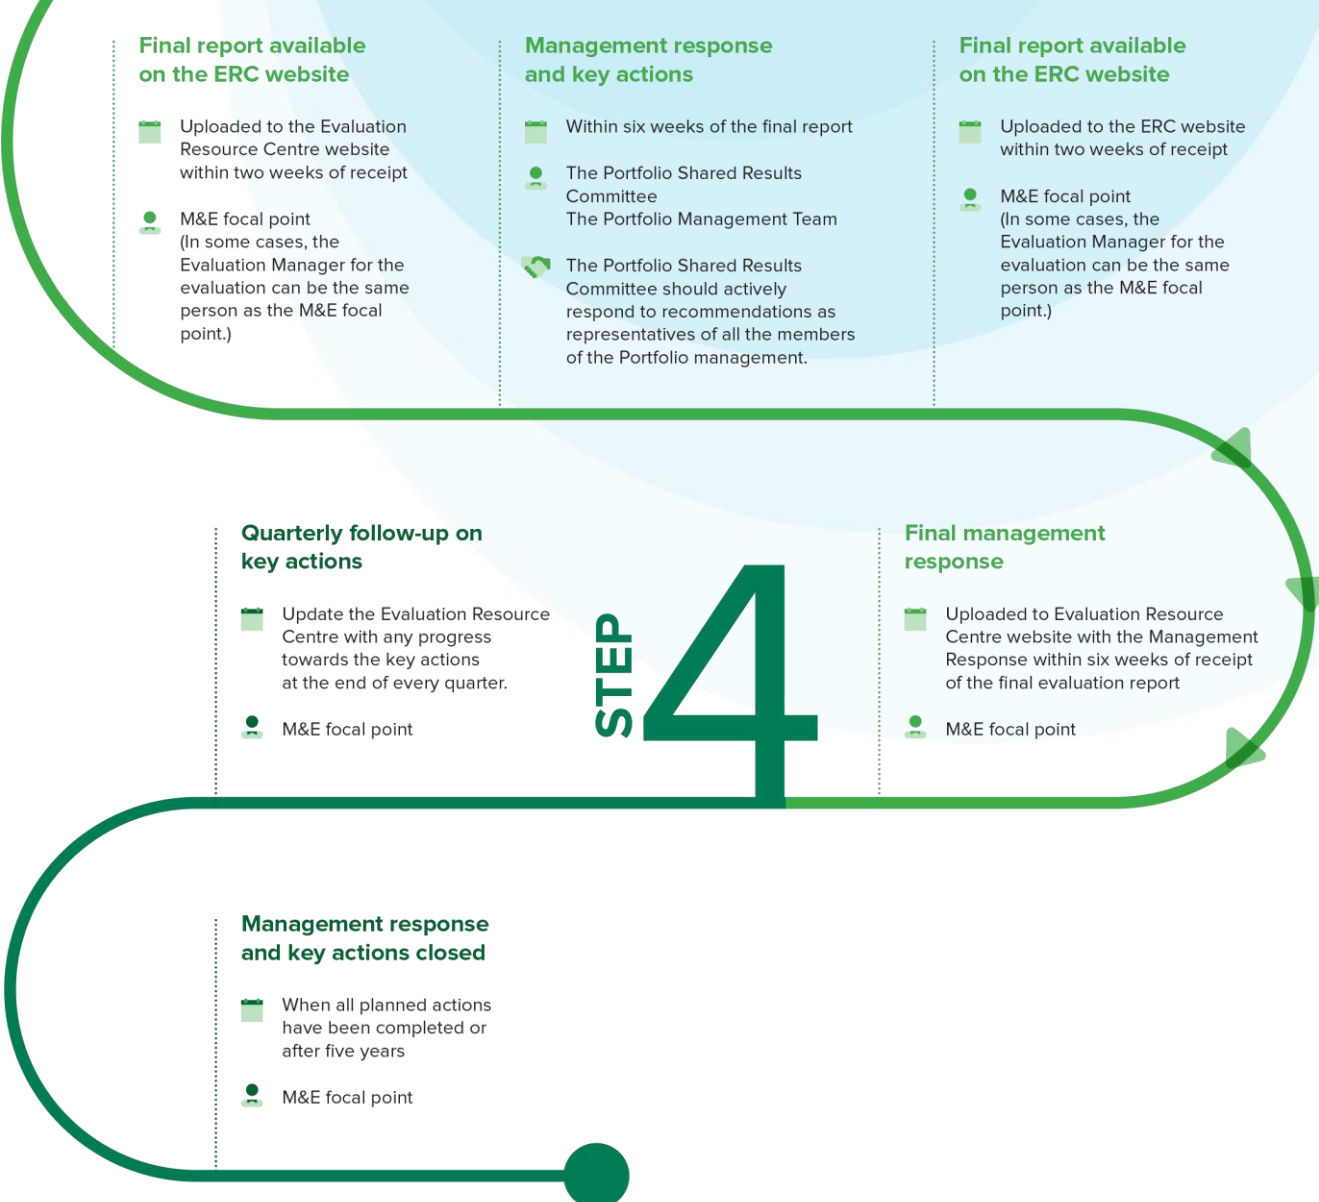 Final report available
on the ERC website
Uploaded to the Evaluation
Resource Centre website
within two weeks of receipt
M&E focal point
(In some cases, the
Evaluation Manager for the
evaluation can be the same
person as the M&E focal
point.)
Management response
and key actions
Within six weeks of the final report
The Portfolio Shared Results
Committee
The Portfolio Management Team
The Portfolio Shared Results
Committee should actively
respond to recommendations as
representatives of all the members
of the Portfolio management.
Final report available
on the ERC website
Uploaded to the ERC website
within two weeks of receipt
M&E focal point
(In some cases, the
Evaluation Manager for the
evaluation can be the same
person as the M&E focal
point.)
Final management
response
Uploaded to Evaluation Resource
Centre website with the Management
Response within six weeks of receipt
of the final evaluation report
M&E focal point
STEP 4
Quarterly follow-up on
key actions
Update the Evaluation Resource
Centre with any progress
towards the key actions
at the end of every quarter.
M&E focal point
Management response
and key actions closed
When all planned actions
have been completed or
after five years
M&E focal point